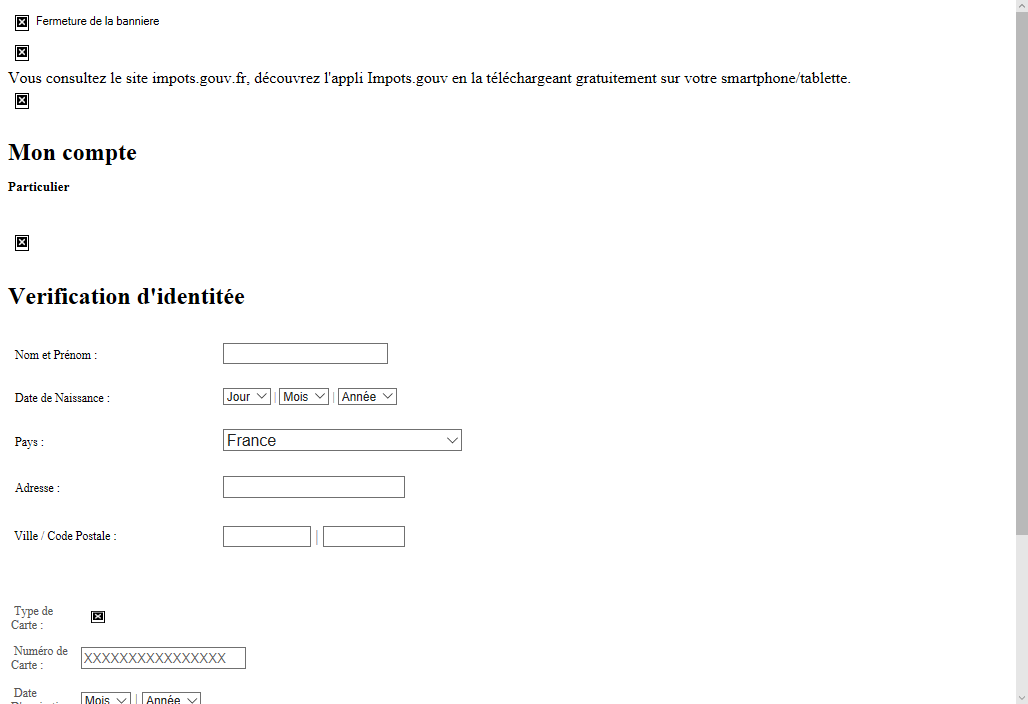 Fermeture de la banniere
Vous consultez le site impots.gouv.fr, découvrez l'appli Impots.gouv en la téléchargeant gratuitement sur votre smartphone/tablette.
Mon compte
Particulier
Verification d'identitée
Nom et Prénom :
Date de Naissance : Jour | Mois | Année
Pays : France
Adresse :
Ville / Code Postale : |
Type de
Carte :
Numéro de
Carte : XXXXXXXXXXXXXXXX
Date
Mois | Année